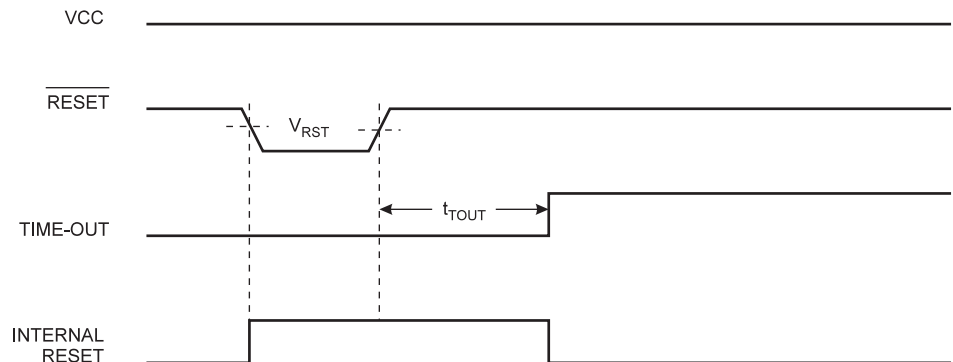 VCC
RESET
V_RST
t_TOUT
TIME-OUT
INTERNAL
RESET